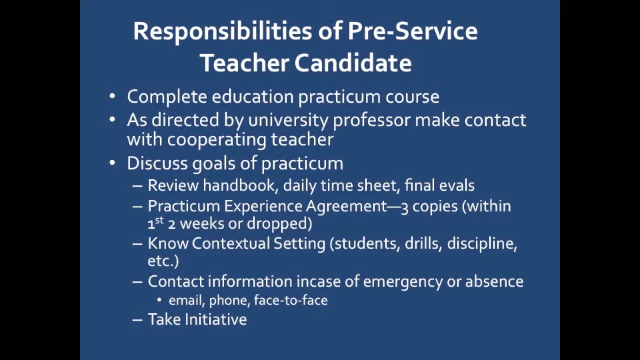 Responsibilities of Pre-Service
Teacher Candidate
• Complete education practicum course
• As directed by university professor make contact
with cooperating teacher
• Discuss goals of practicum
– Review handbook, daily time sheet, final evals
– Practicum Experience Agreement—3 copies (within
1st 2 weeks or dropped)
– Know Contextual Setting (students, drills, discipline,
etc.)
– Contact information incase of emergency or absence
• email, phone, face-to-face
– Take Initiative